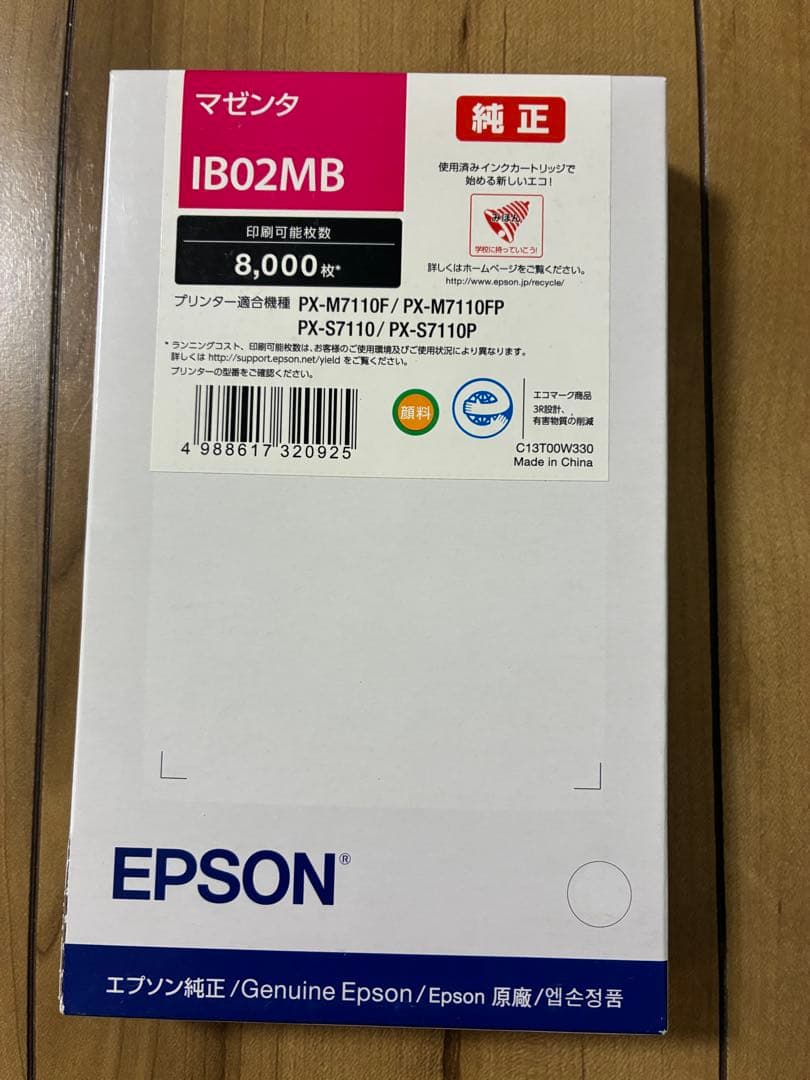 マゼンタ
IB02MB
純正
使用済みインクカートリッジで
始める新しいエコ!
みほん
学校に持っていこう!
詳しくはホームページをご覧ください。
http://www.epson.jp/recycle/
印刷可能枚数
8,000枚*
プリンター適合機種 PX-M7110F/PX-M7110FP
PX-S7110/PX-S7110P
* ランニングコスト、印刷可能枚数は、お客様のご使用環境及びご使用状況により異なります。
詳しくは http://support.epson.net/yield をご覧ください。
プリンターの型番をご確認ください。
4 988617 320925
顔料
エコマーク商品
3R設計、
有害物質の削減
C13T00W330
Made in China
EPSON®
エプソン純正/Genuine Epson/Epson 原廠/엡손정품